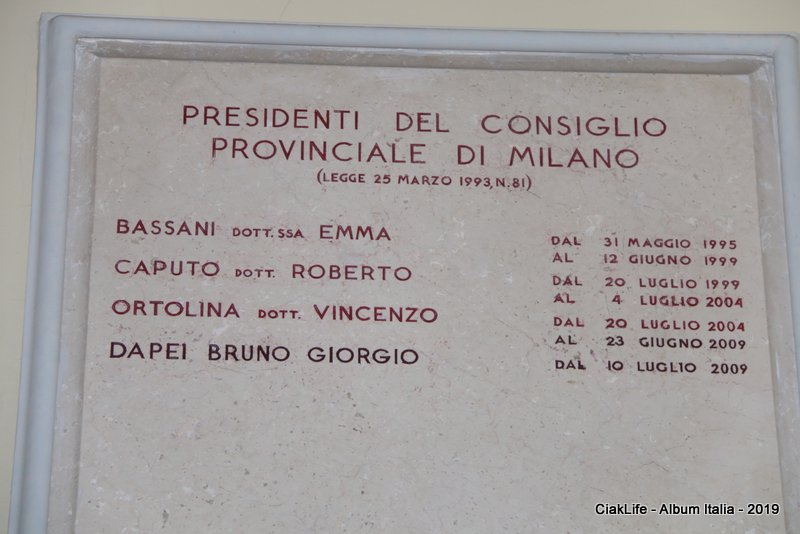 PRESIDENTI DEL CONSIGLIO
PROVINCIALE DI MILANO
(LEGGE 25 MARZO 1993, N. 81)
BASSANI DOTT.SSA EMMA
DAL 31 MAGGIO 1995
AL 12 GIUGNO 1999
CAPUTO DOTT. ROBERTO
DAL 20 LUGLIO 1999
AL 4 LUGLIO 2004
ORTOLINA DOTT. VINCENZO
DAL 20 LUGLIO 2004
AL 23 GIUGNO 2009
DAPEI BRUNO GIORGIO
DAL 10 LUGLIO 2009
CiakLife - Album Italia - 2019